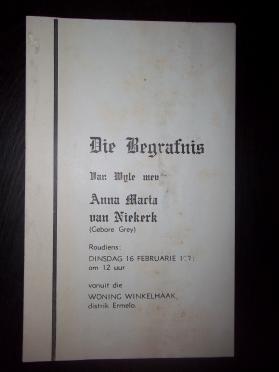 Die Begrafnis
Van Wyle mev
Anna Maria
van Niekerk
(Gebore Grey)
Roudiens:
DINSDAG 16 FEBRUARIE
om 12 uur
vanuit die
WONING WINKELHAAK,
distrik Ermelo.